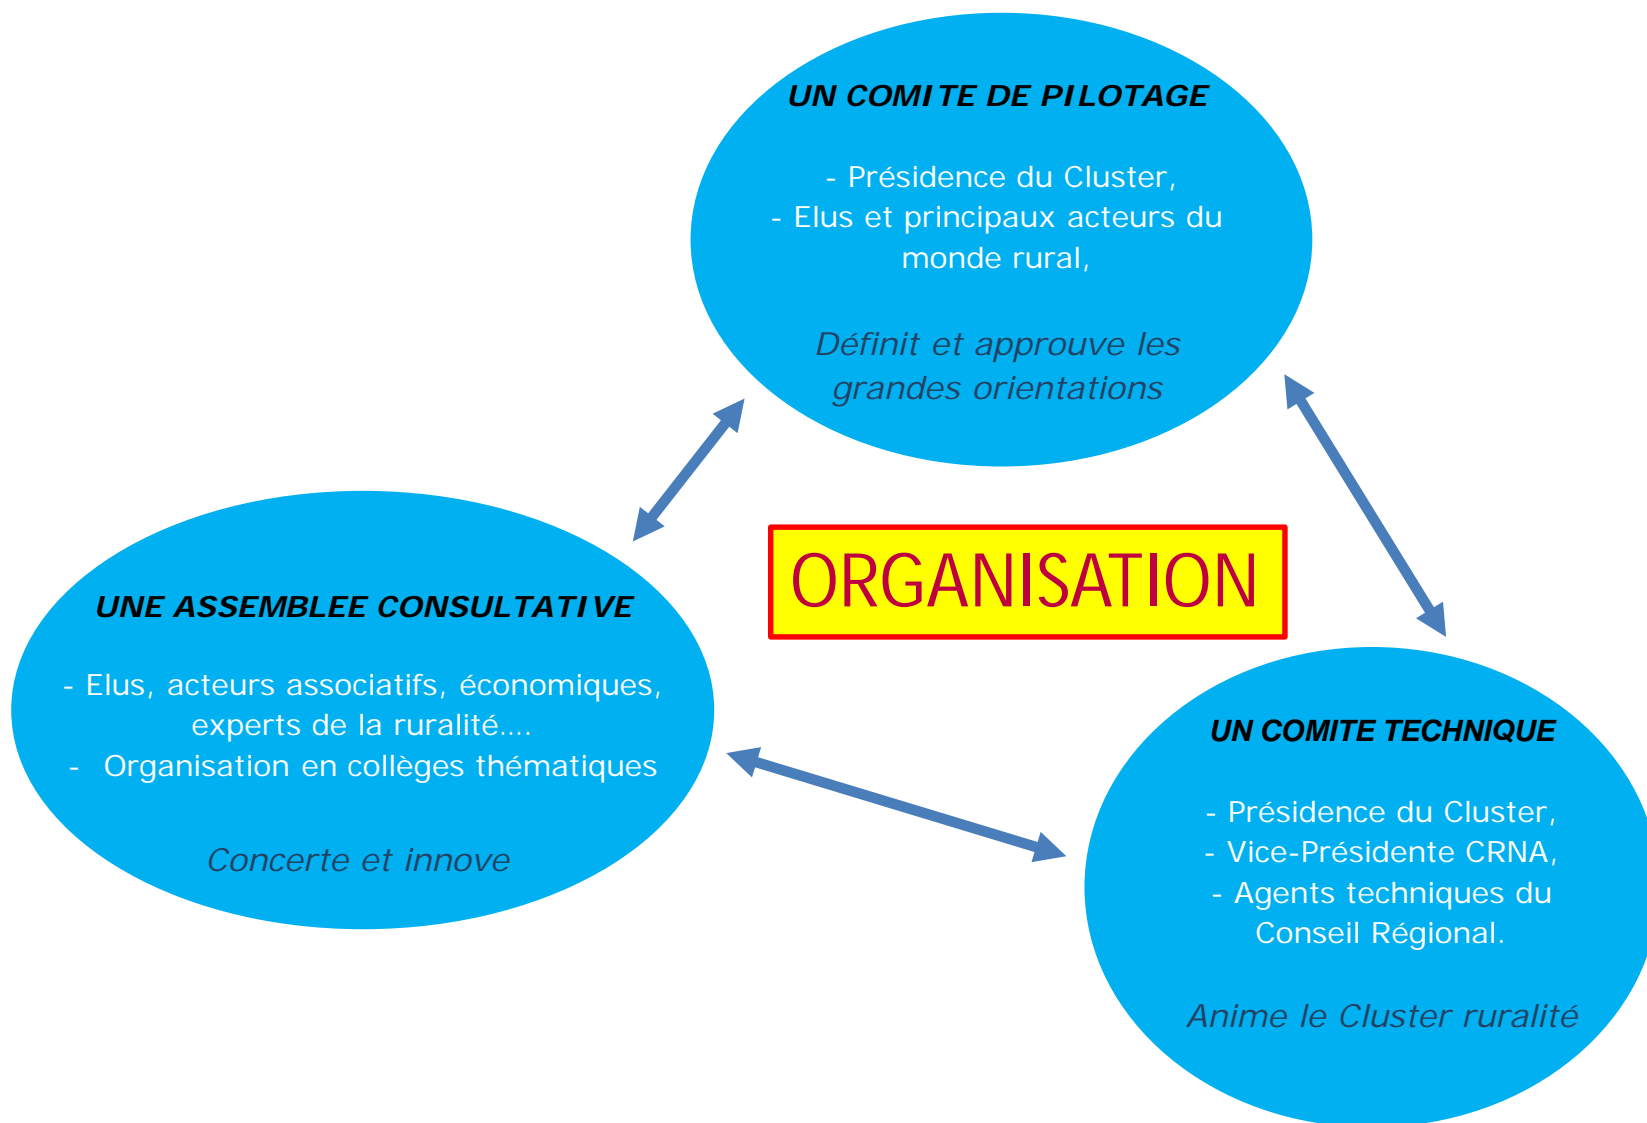 UN COMITE DE PILOTAGE
- Présidence du Cluster,
- Elus et principaux acteurs du
monde rural,
Définit et approuve les
grandes orientations
ORGANISATION
UNE ASSEMBLEE CONSULTATIVE
- Elus, acteurs associatifs, économiques,
experts de la ruralité....
- Organisation en collèges thématiques
Concerte et innove
UN COMITE TECHNIQUE
- Présidence du Cluster,
- Vice-Présidente CRNA,
- Agents techniques du
Conseil Régional.
Anime le Cluster ruralité